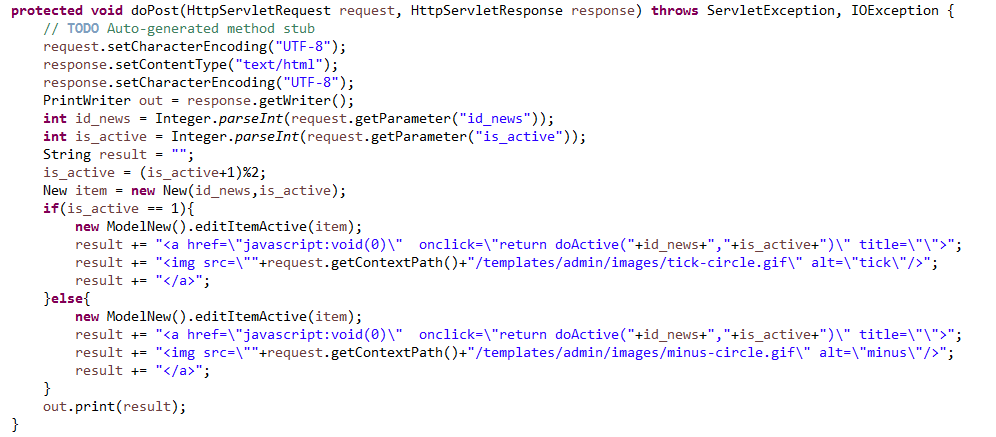 protected void doPost(HttpServletRequest request, HttpServletResponse response) throws ServletException, IOException {
    // TODO Auto-generated method stub
    request.setCharacterEncoding("UTF-8");
    response.setContentType("text/html");
    response.setCharacterEncoding("UTF-8");
    PrintWriter out = response.getWriter();
    int id_news = Integer.parseInt(request.getParameter("id_news"));
    int is_active = Integer.parseInt(request.getParameter("is_active"));
    String result = "";
    is_active = (is_active+1)%2;
    New item = new New(id_news,is_active);
    if(is_active == 1){
        new ModelNew().editItemActive(item);
        result += "<a href=\"javascript:void(0)\"  onclick=\"return doActive("+id_news+","+is_active+")\" title=\"\">";
        result += "<img src=\""+request.getContextPath()+"/templates/admin/images/tick-circle.gif\" alt=\"tick\"/>";
        result += "</a>";
    }else{
        new ModelNew().editItemActive(item);
        result += "<a href=\"javascript:void(0)\"  onclick=\"return doActive("+id_news+","+is_active+")\" title=\"\">";
        result += "<img src=\""+request.getContextPath()+"/templates/admin/images/minus-circle.gif\" alt=\"minus\"/>";
        result += "</a>";
    }
    out.print(result);
}